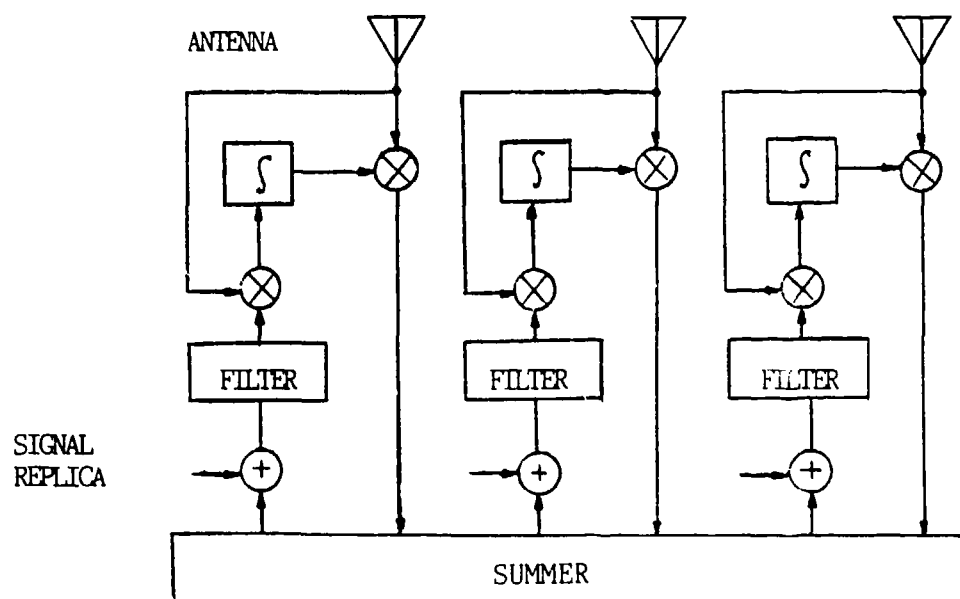 ANTENNA
∫ ∫ ∫
FILTER FILTER FILTER
SIGNAL
REPLICA
+ + +
SUMMER